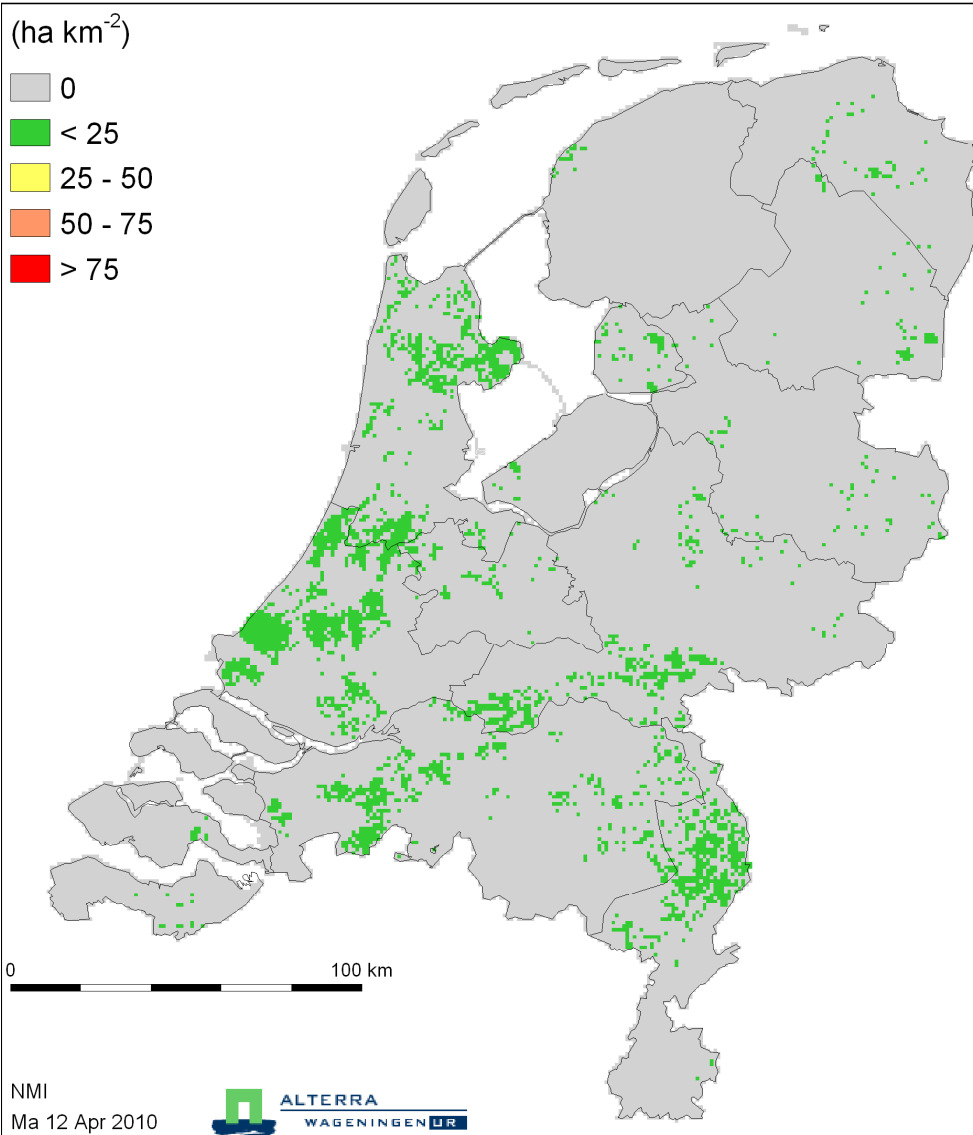 (ha km-2)
0
< 25
25 - 50
50 - 75
> 75
0 100 km
NMI
Ma 12 Apr 2010
ALTERRA
WAGENINGEN UR